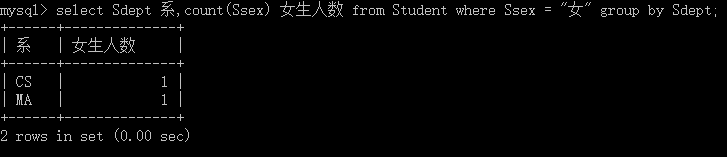 mysql> select Sdept 系,count(Ssex) 女生人数 from Student where Ssex = "女" group by Sdept;
+------+--------------+
| 系   | 女生人数     |
+------+--------------+
| CS   |            1 |
| MA   |            1 |
+------+--------------+
2 rows in set (0.00 sec)